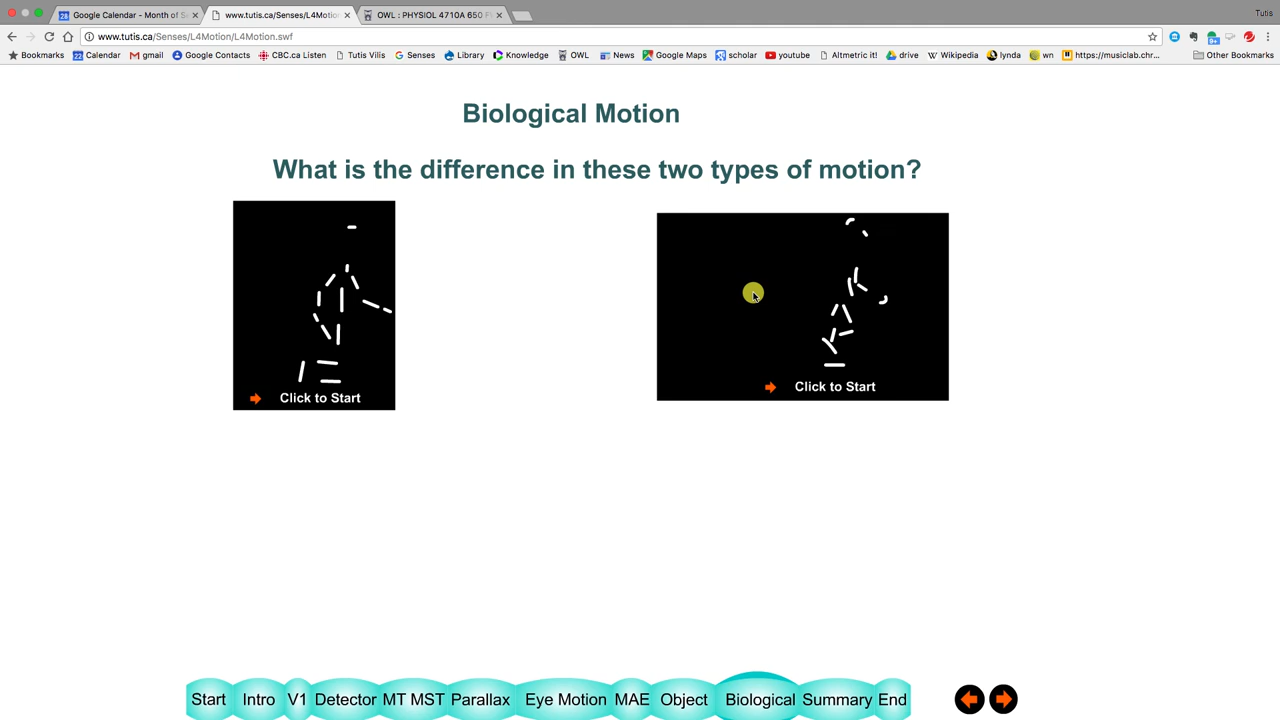 Google Calendar - Month of S
www.tutis.ca/Senses/L4Motio
OWL : PHYSIOL 4710A 650 F
Tutis
www.tutis.ca/Senses/L4Motion/L4Motion.swf
Bookmarks
22 Calendar
gmail
Google Contacts
CBC.ca Listen
Tutis Vilis
Senses
Library
Knowledge
OWL
News
Google Maps
scholar
youtube
Altmetric it!
drive
Wikipedia
lynda
wn
https://musiclab.chr...
Other Bookmarks
Biological Motion
What is the difference in these two types of motion?
Click to Start
Click to Start
Start Intro V1 Detector MT MST Parallax Eye Motion MAE Object Biological Summary End